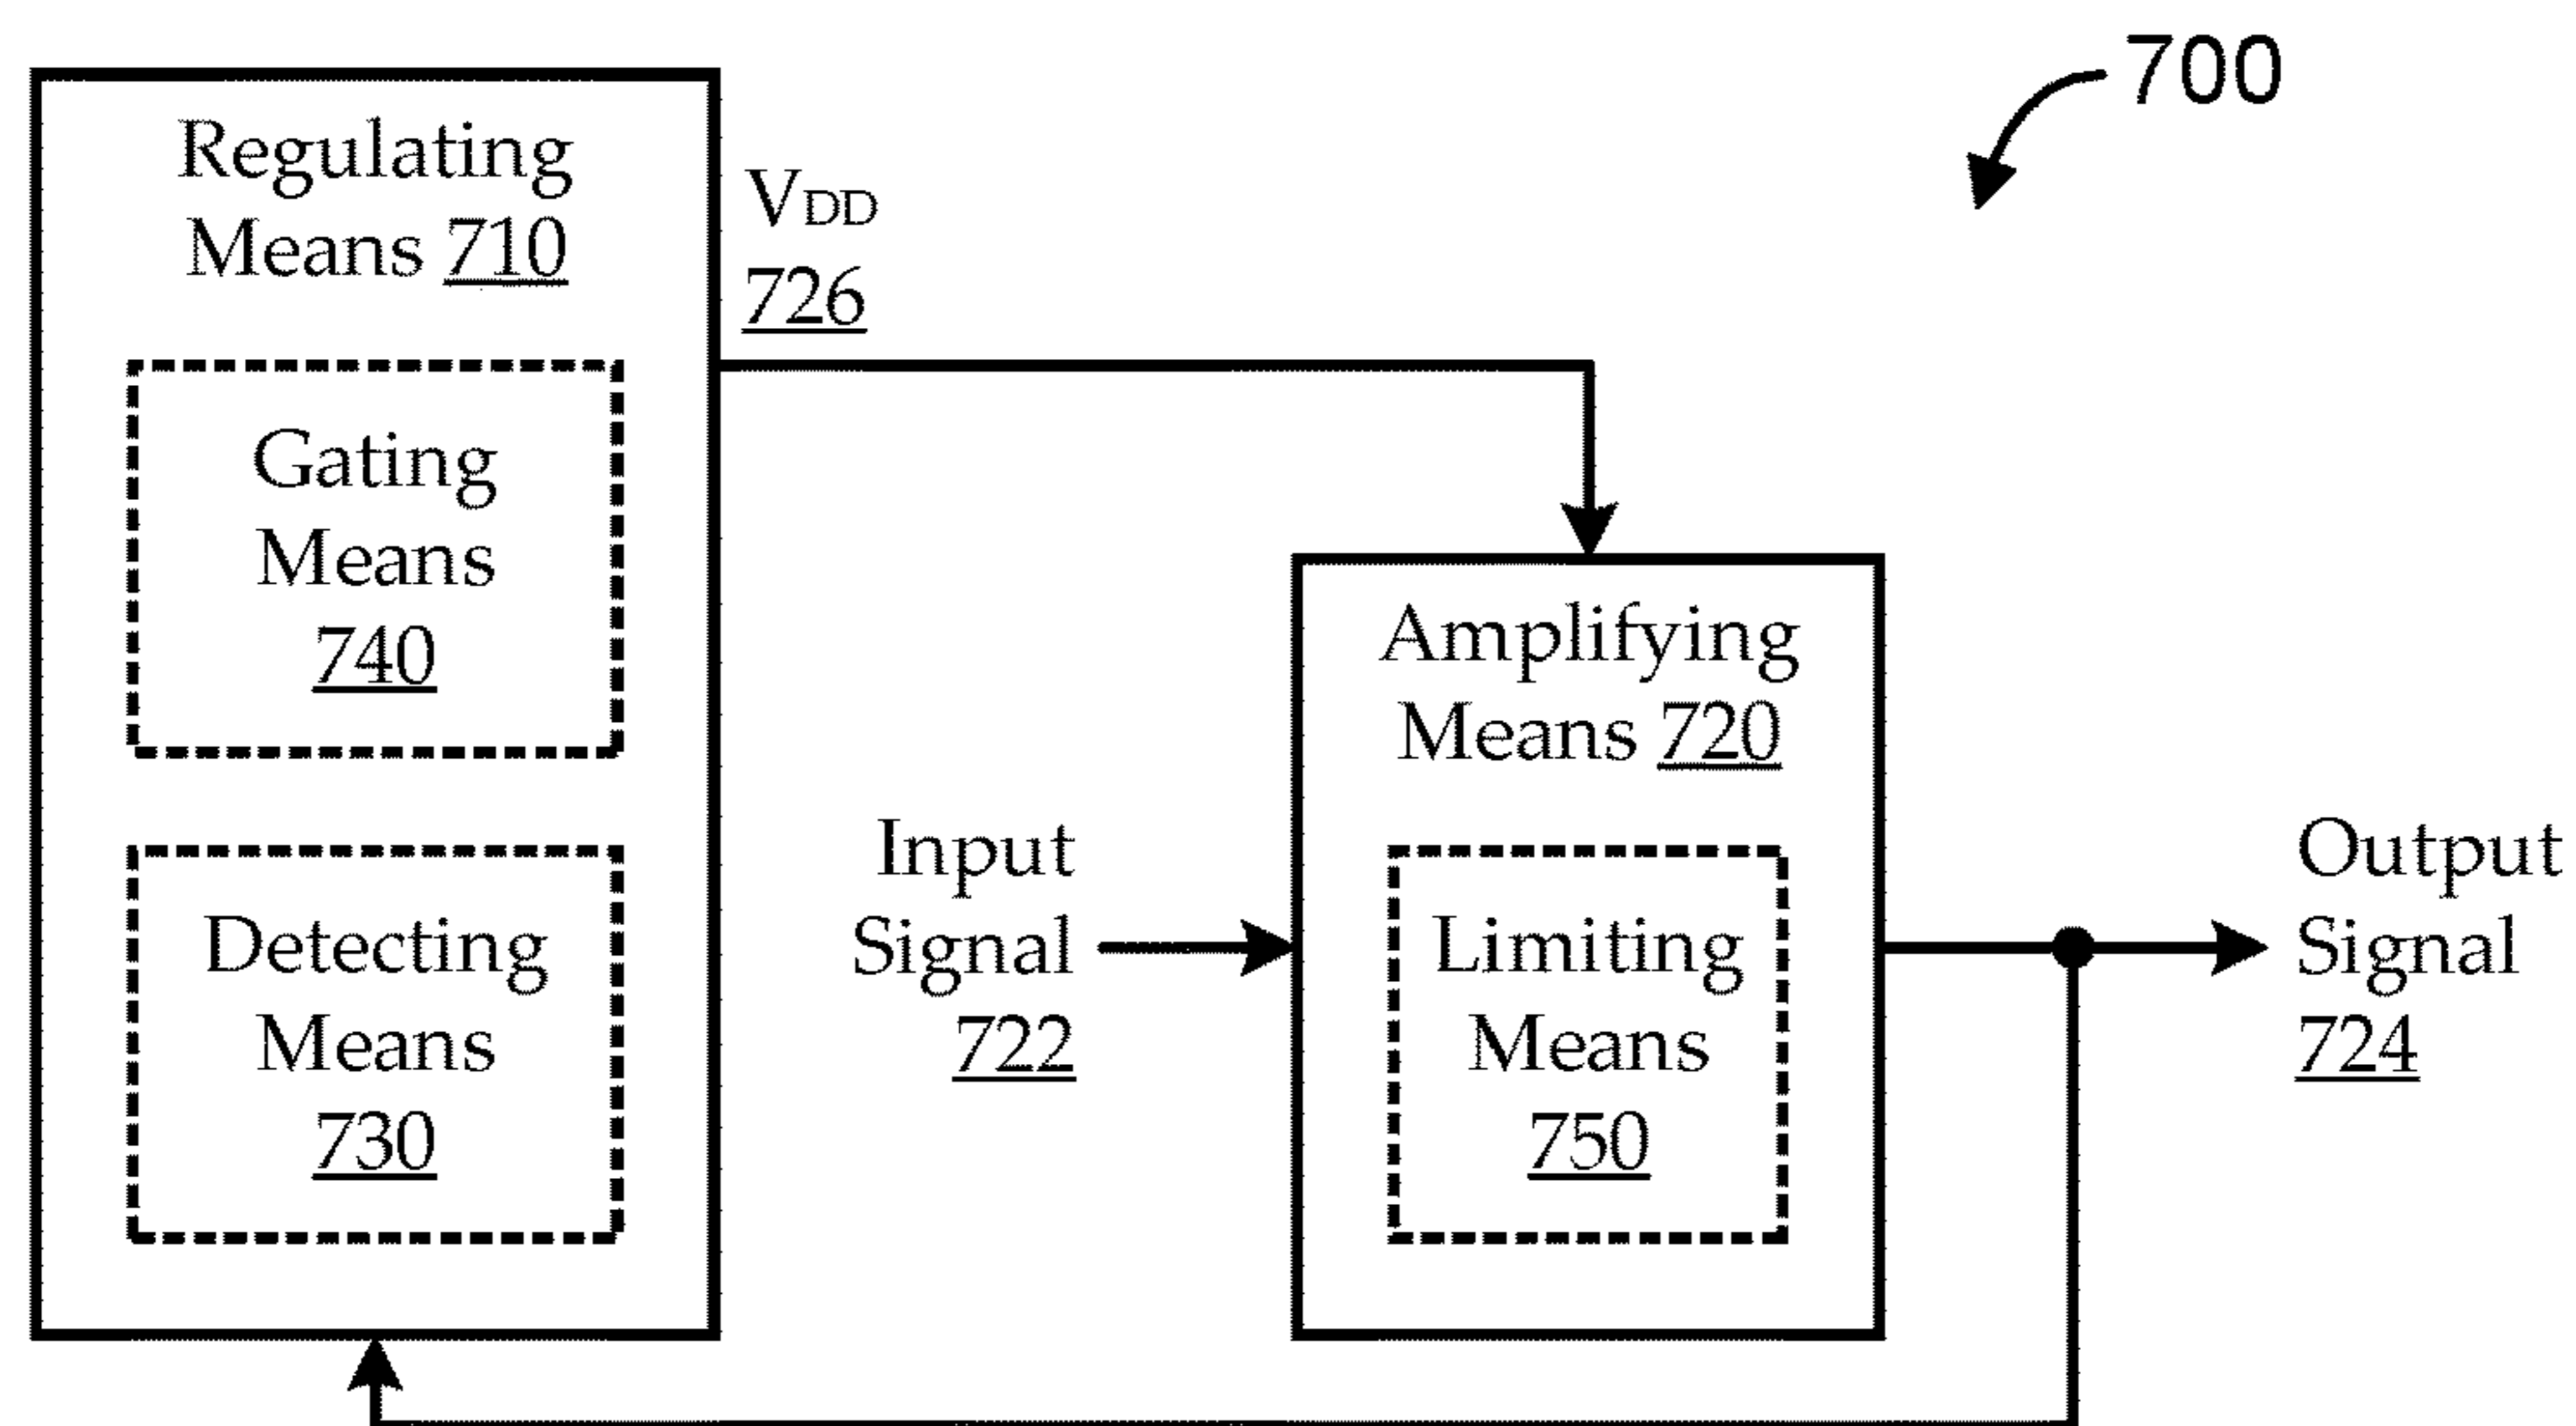 700
Regulating
Means 710
VDD
726
Gating
Means
740
Detecting
Means
730
Input
Signal
722
Amplifying
Means 720
Limiting
Means
750
Output
Signal
724